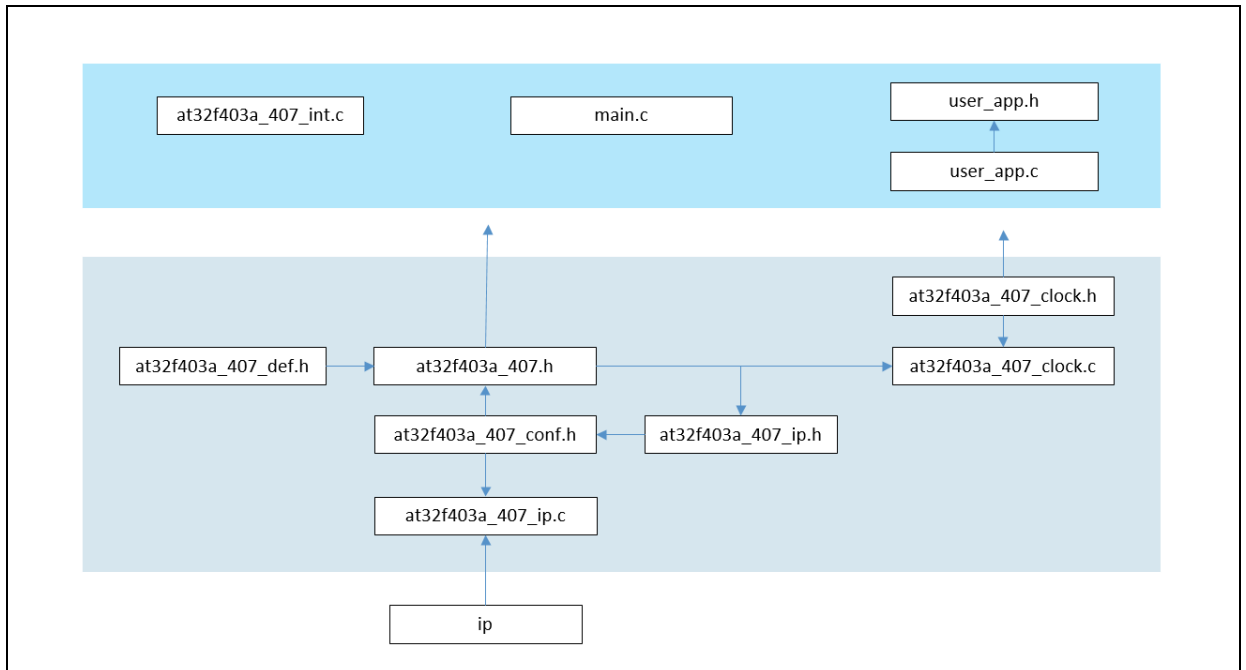 at32f403a_407_int.c
main.c
user_app.h
user_app.c
at32f403a_407_clock.h
at32f403a_407_def.h
at32f403a_407.h
at32f403a_407_clock.c
at32f403a_407_conf.h
at32f403a_407_ip.h
at32f403a_407_ip.c
ip